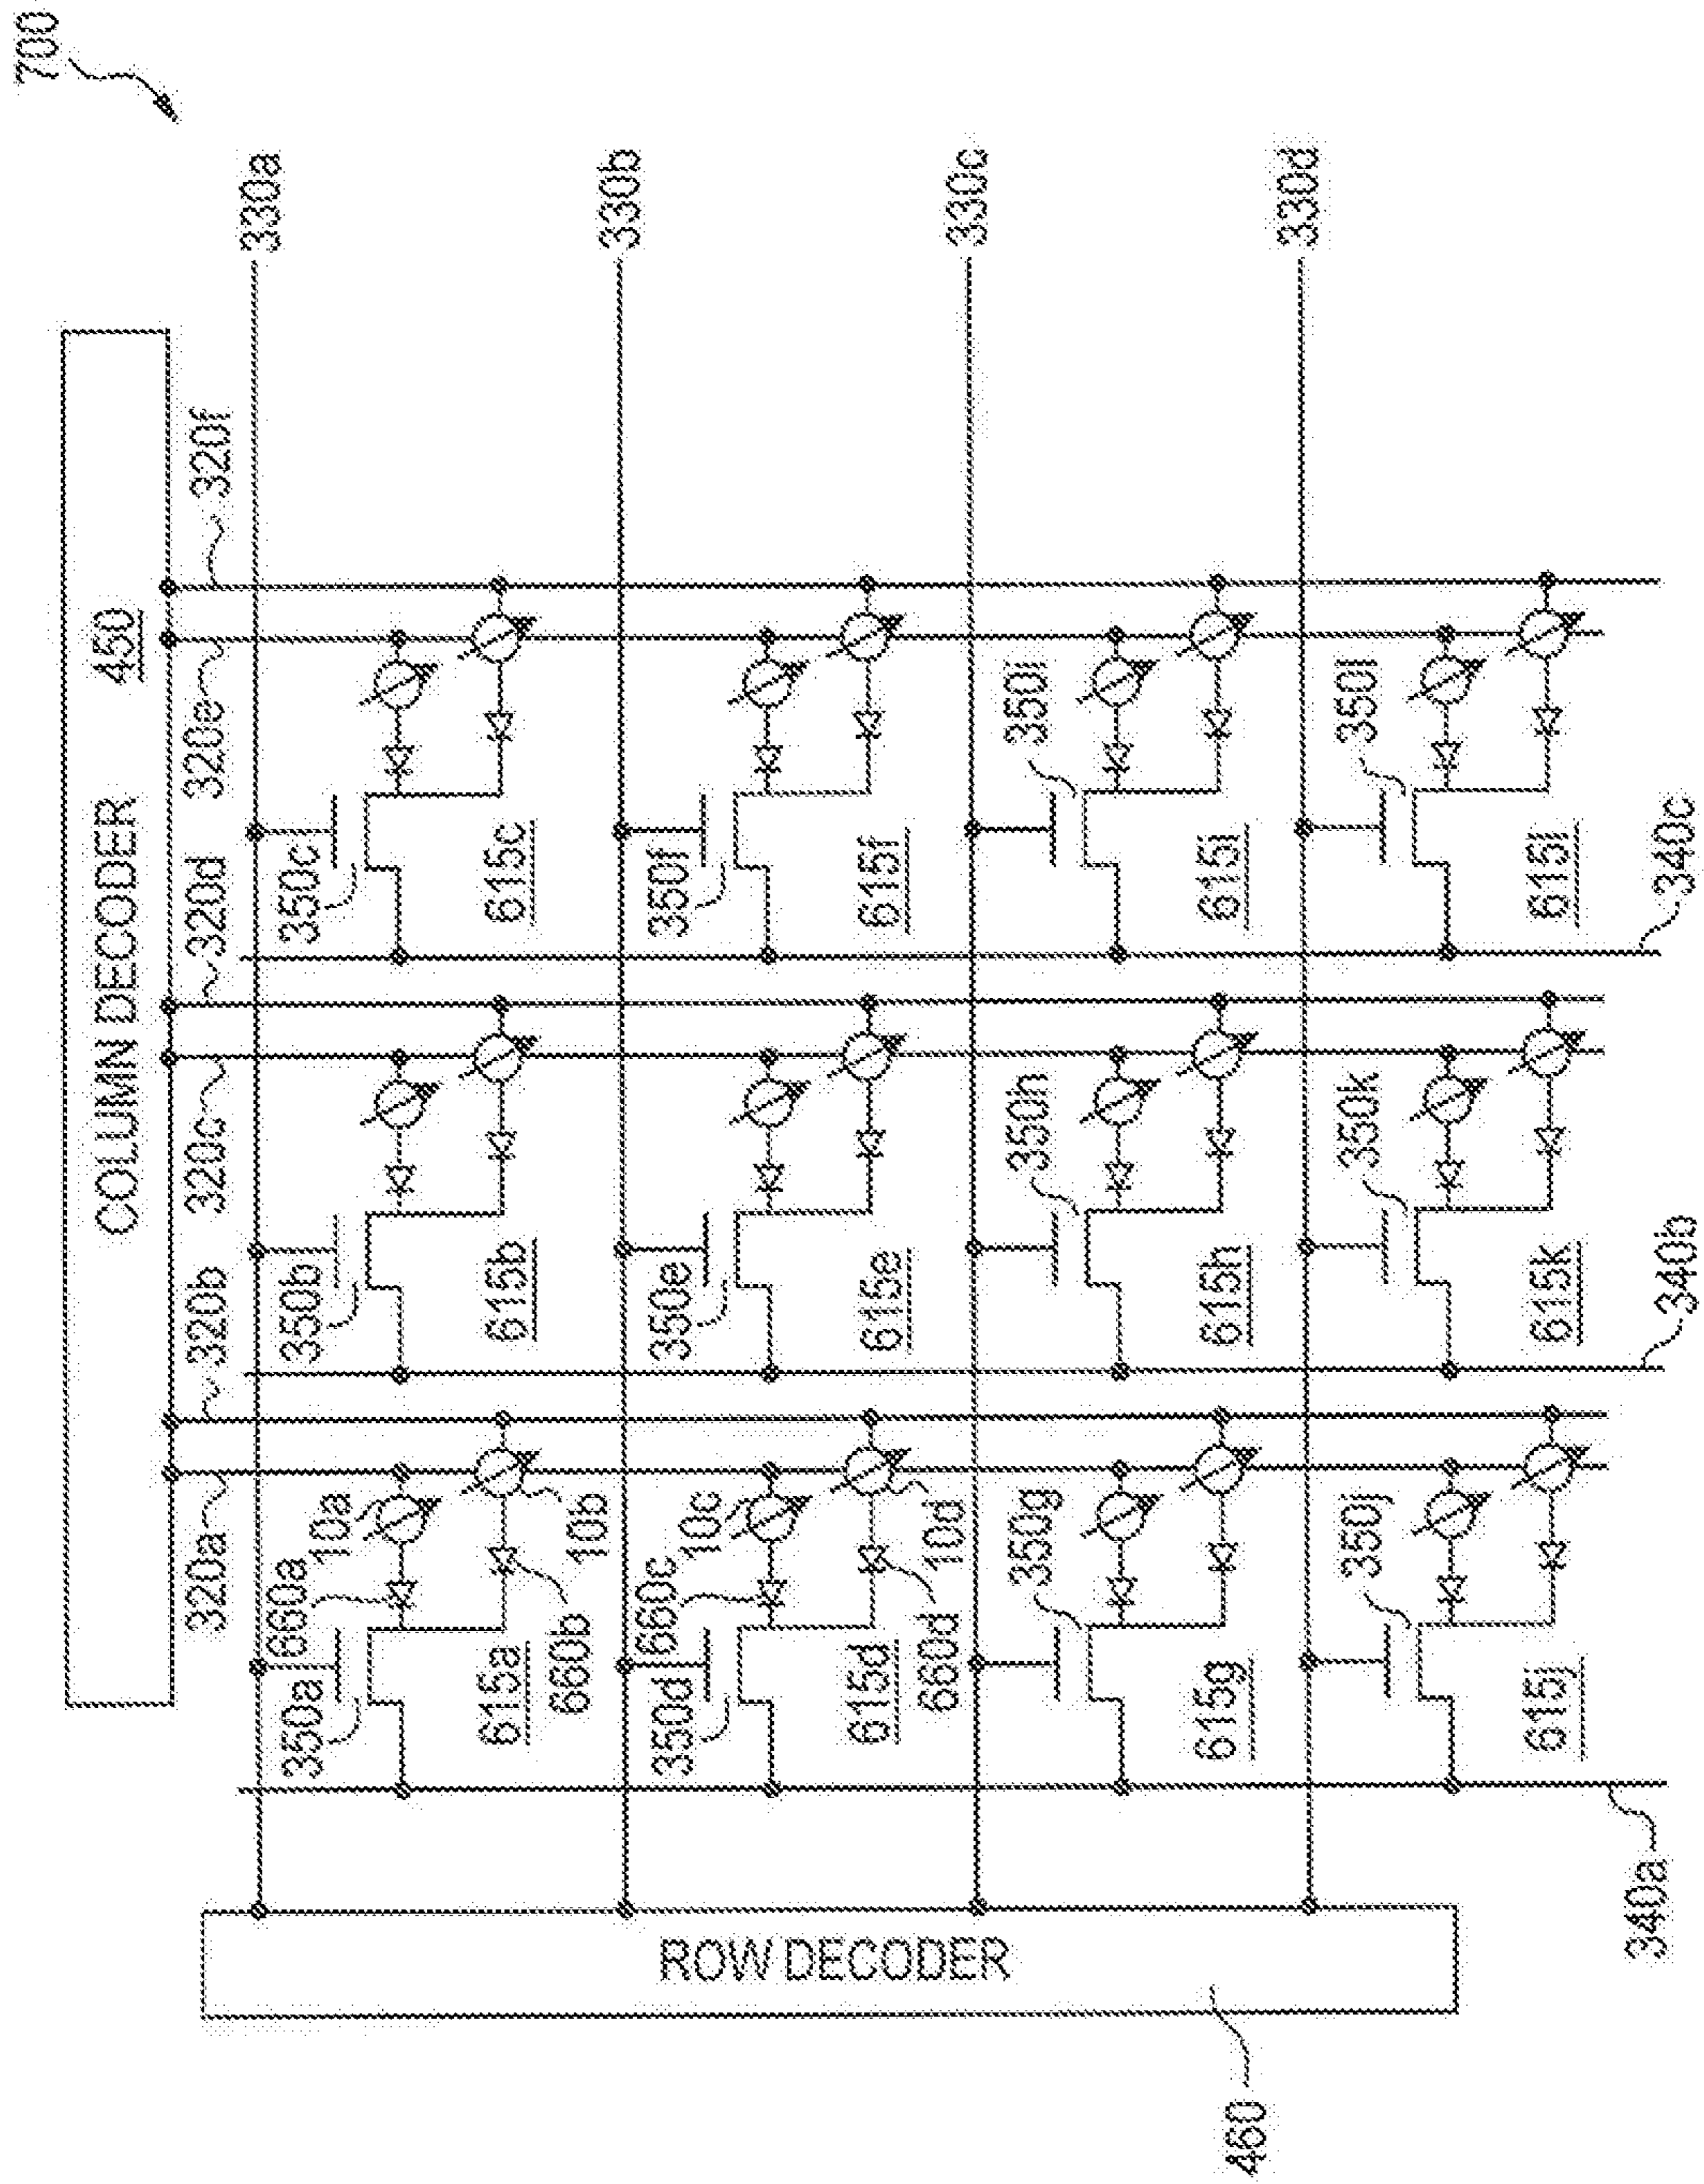 700
COLUMN DECODER 450
320a 320b 320c 320d 320e 320f
330a
660a 10a
350a 350b 350c
615a 615b 615c
660b 10b
330b
660c 10c
350d 350e 350f
615d 615e 615f
660d 10d
330c
350g 350h 350i
615g 615h 615i
330d
350j 350k 350l
615j 615k 615l
340a 340b 340c
ROW DECODER
460